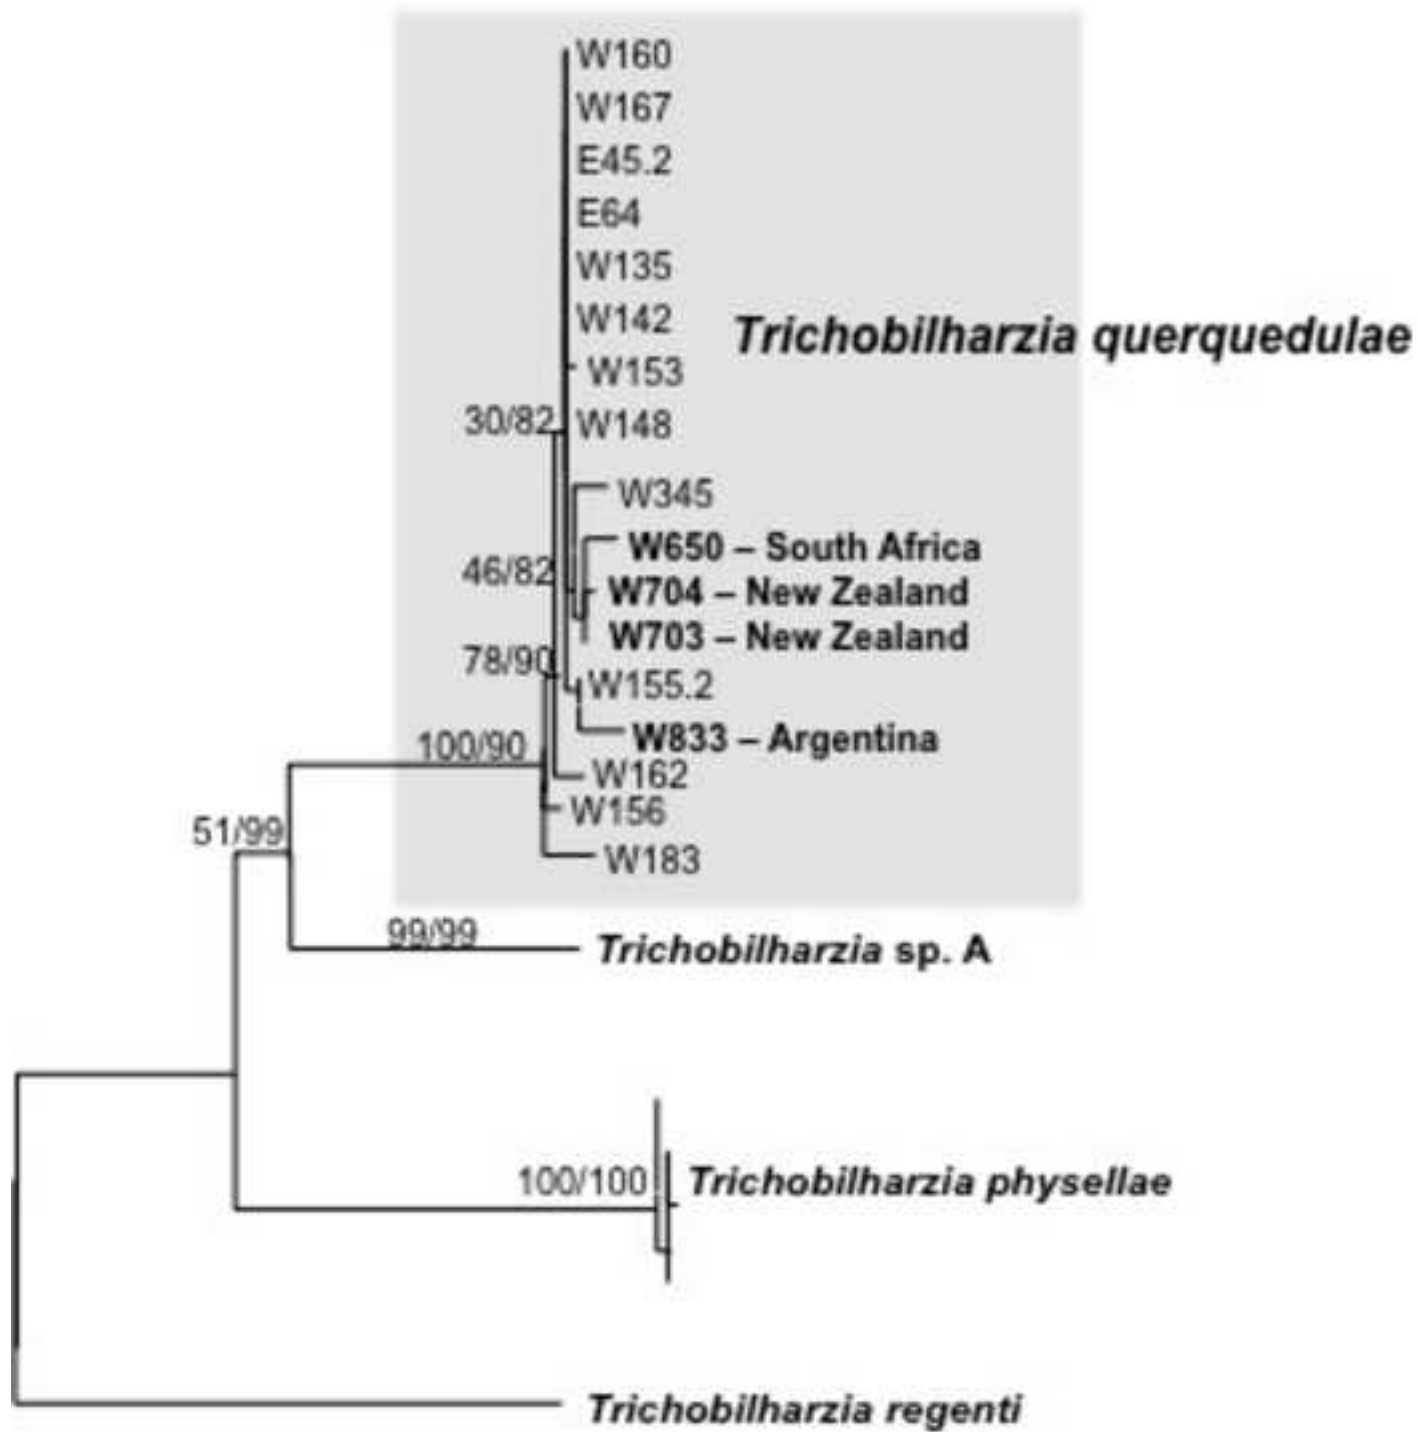 W160
W167
E45.2
E64
W135
W142
Trichobilharzia querquedulae
W153
30/82
W148
W345
W650 – South Africa
46/82
W704 – New Zealand
W703 – New Zealand
78/90
W155.2
W833 – Argentina
100/90
W162
W156
51/99
W183
99/99
Trichobilharzia sp. A
100/100
Trichobilharzia physellae
Trichobilharzia regenti